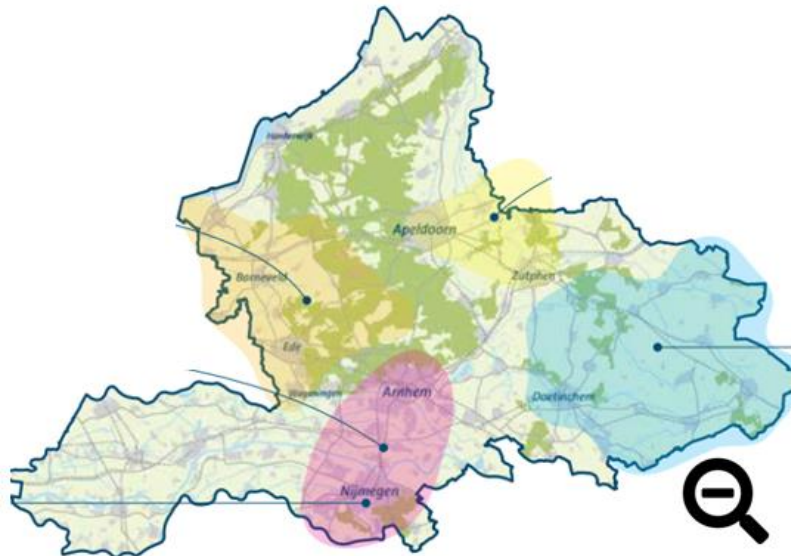 Harderwijk
Apeldoorn
Zutphen
Barneveld
Ede
Wageningen
Arnhem
Doetinchem
Nijmegen